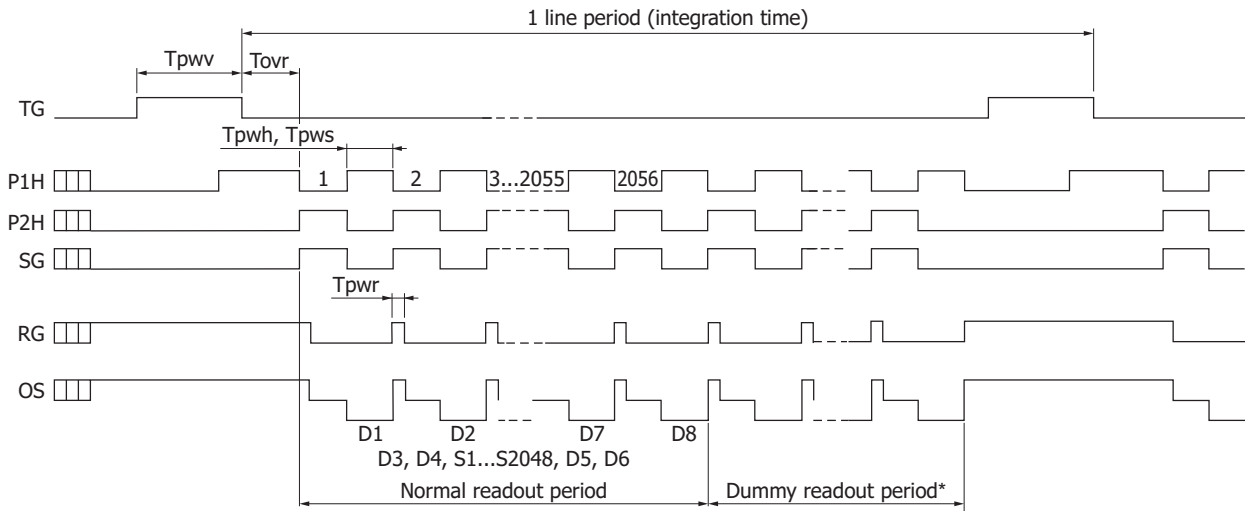 1 line period (integration time)
Tpwv
Tovr
TG
Tpwh, Tpws
P1H
1
2
3...2055
2056
P2H
SG
Tpwr
RG
OS
D1
D2
D7
D8
D3, D4, S1...S2048, D5, D6
Normal readout period
Dummy readout period*